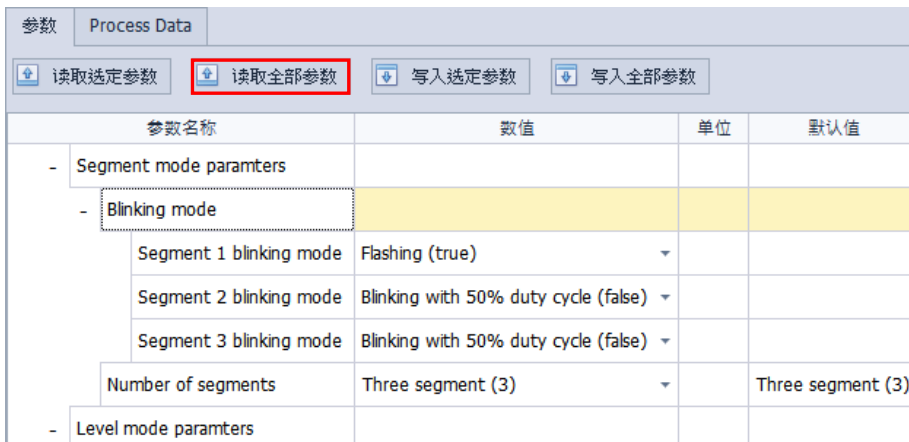 参数 Process Data
读取选定参数 读取全部参数 写入选定参数 写入全部参数
参数名称 数值 单位 默认值
- Segment mode paramters
- Blinking mode
Segment 1 blinking mode Flashing (true)
Segment 2 blinking mode Blinking with 50% duty cycle (false)
Segment 3 blinking mode Blinking with 50% duty cycle (false)
Number of segments Three segment (3) Three segment (3)
- Level mode paramters